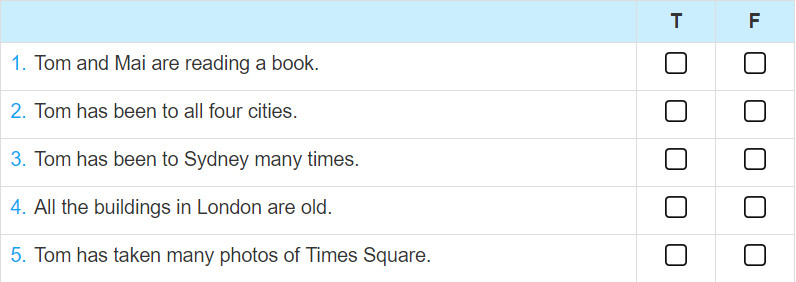 T F
1. Tom and Mai are reading a book.
2. Tom has been to all four cities.
3. Tom has been to Sydney many times.
4. All the buildings in London are old.
5. Tom has taken many photos of Times Square.